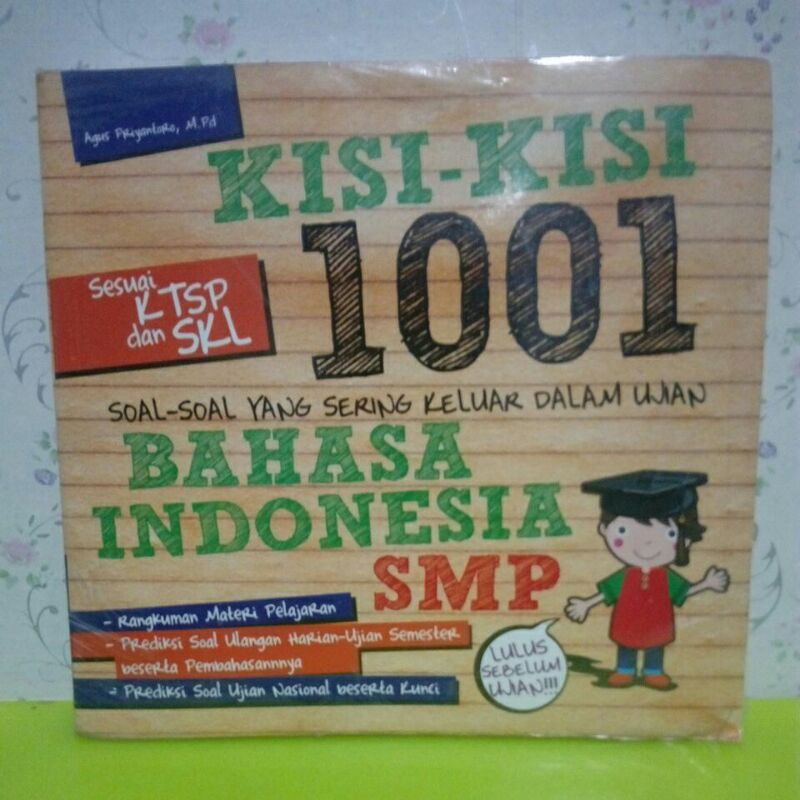 Agus Priyantoro, M.Pd
KISI-KISI
1001
Sesuai
KTSP
dan SKL
SOAL-SOAL YANG SERING KELUAR DALAM UJIAN
BAHASA
INDONESIA
SMP
- Rangkuman Materi Pelajaran
- Prediksi Soal Ulangan Harian-Ujian Semester
beserta Pembahasannnya
- Prediksi Soal Ujian Nasional beserta Kunci
LULUS
SEBELUM
UJIAN!!!